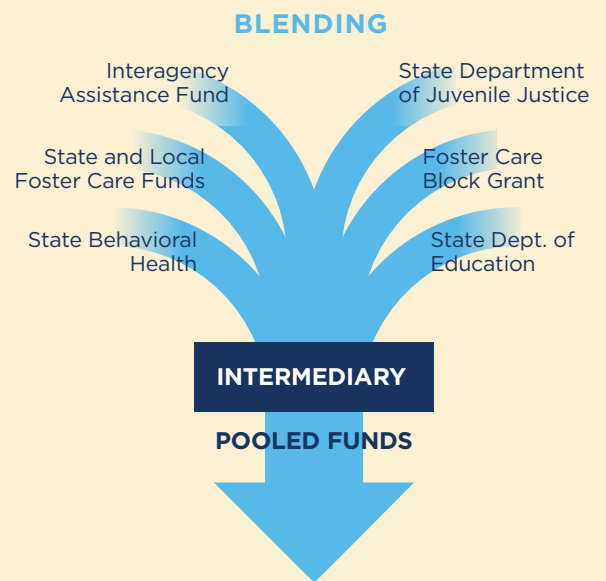 BLENDING
Interagency
Assistance Fund
State Department
of Juvenile Justice
State and Local
Foster Care Funds
Foster Care
Block Grant
State Behavioral
Health
State Dept. of
Education
INTERMEDIARY
POOLED FUNDS